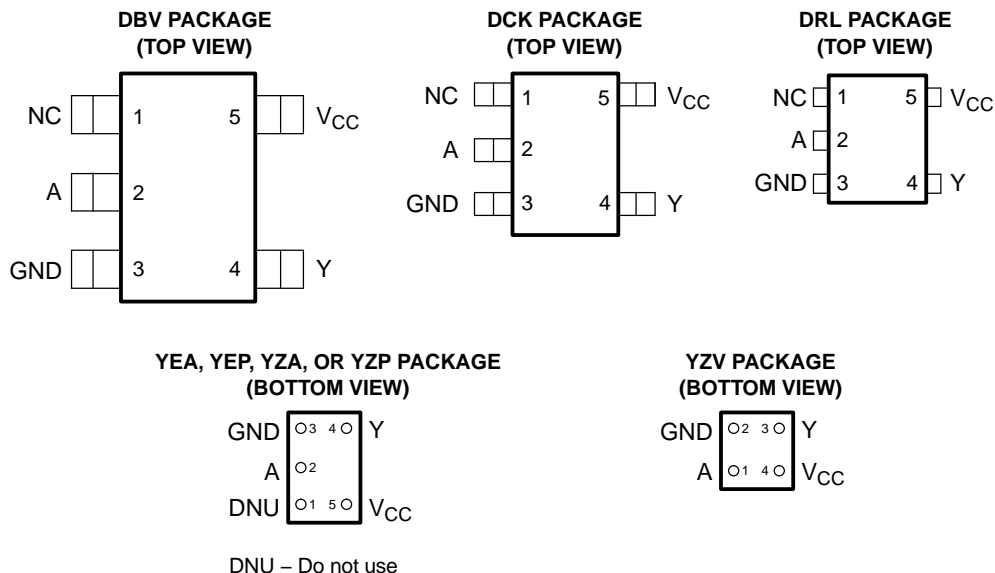 DBV PACKAGE
(TOP VIEW)
NC 1 5 VCC
A 2
GND 3 4 Y
DCK PACKAGE
(TOP VIEW)
NC 1 5 VCC
A 2
GND 3 4 Y
DRL PACKAGE
(TOP VIEW)
NC 1 5 VCC
A 2
GND 3 4 Y
YEA, YEP, YZA, OR YZP PACKAGE
(BOTTOM VIEW)
GND 3 4 Y
A 2
DNU 1 5 VCC
DNU – Do not use
YZV PACKAGE
(BOTTOM VIEW)
GND 2 3 Y
A 1 4 VCC